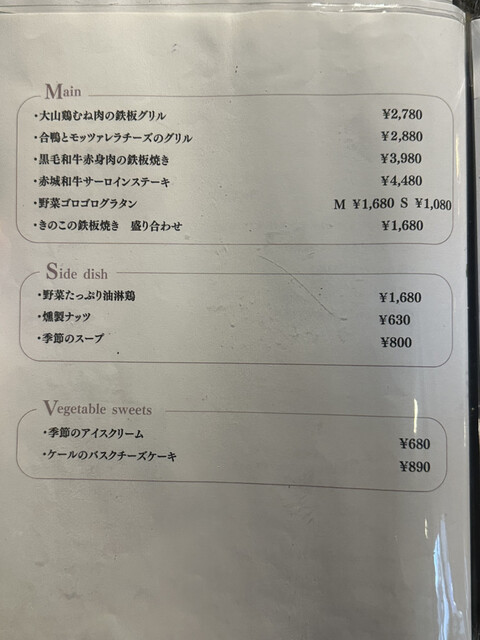 Main
・大山鶏むね肉の鉄板グリル ¥2,780
・合鴨とモッツァレラチーズのグリル ¥2,880
・黒毛和牛赤身肉の鉄板焼き ¥3,980
・赤城和牛サーロインステーキ ¥4,480
・野菜ゴロゴログラタン M ¥1,680 S ¥1,080
・きのこの鉄板焼き 盛り合わせ ¥1,680
Side dish
・野菜たっぷり油淋鶏 ¥1,680
・燻製ナッツ ¥630
・季節のスープ ¥800
Vegetable sweets
・季節のアイスクリーム ¥680
・ケールのバスクチーズケーキ ¥890